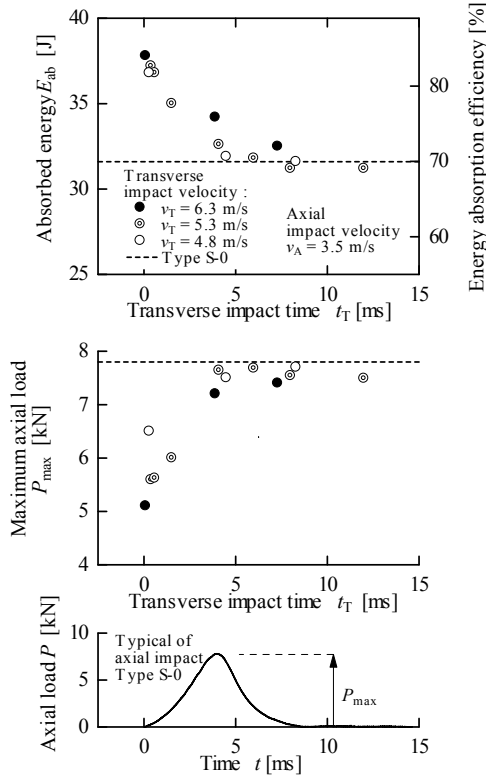 Absorbed energy E_ab [J]
40
35
30
25
Energy absorption efficiency [%]
80
70
60
Transverse
impact velocity :
v_T = 6.3 m/s
v_T = 5.3 m/s
v_T = 4.8 m/s
Type S-0
Axial
impact velocity
v_A = 3.5 m/s
0 5 10 15
Transverse impact time t_T [ms]
Maximum axial load
P_max [kN]
8
7
6
5
4
0 5 10 15
Transverse impact time t_T [ms]
Axial load P [kN]
10
5
0
Typical of
axial impact
Type S-0
P_max
0 5 10 15
Time t [ms]